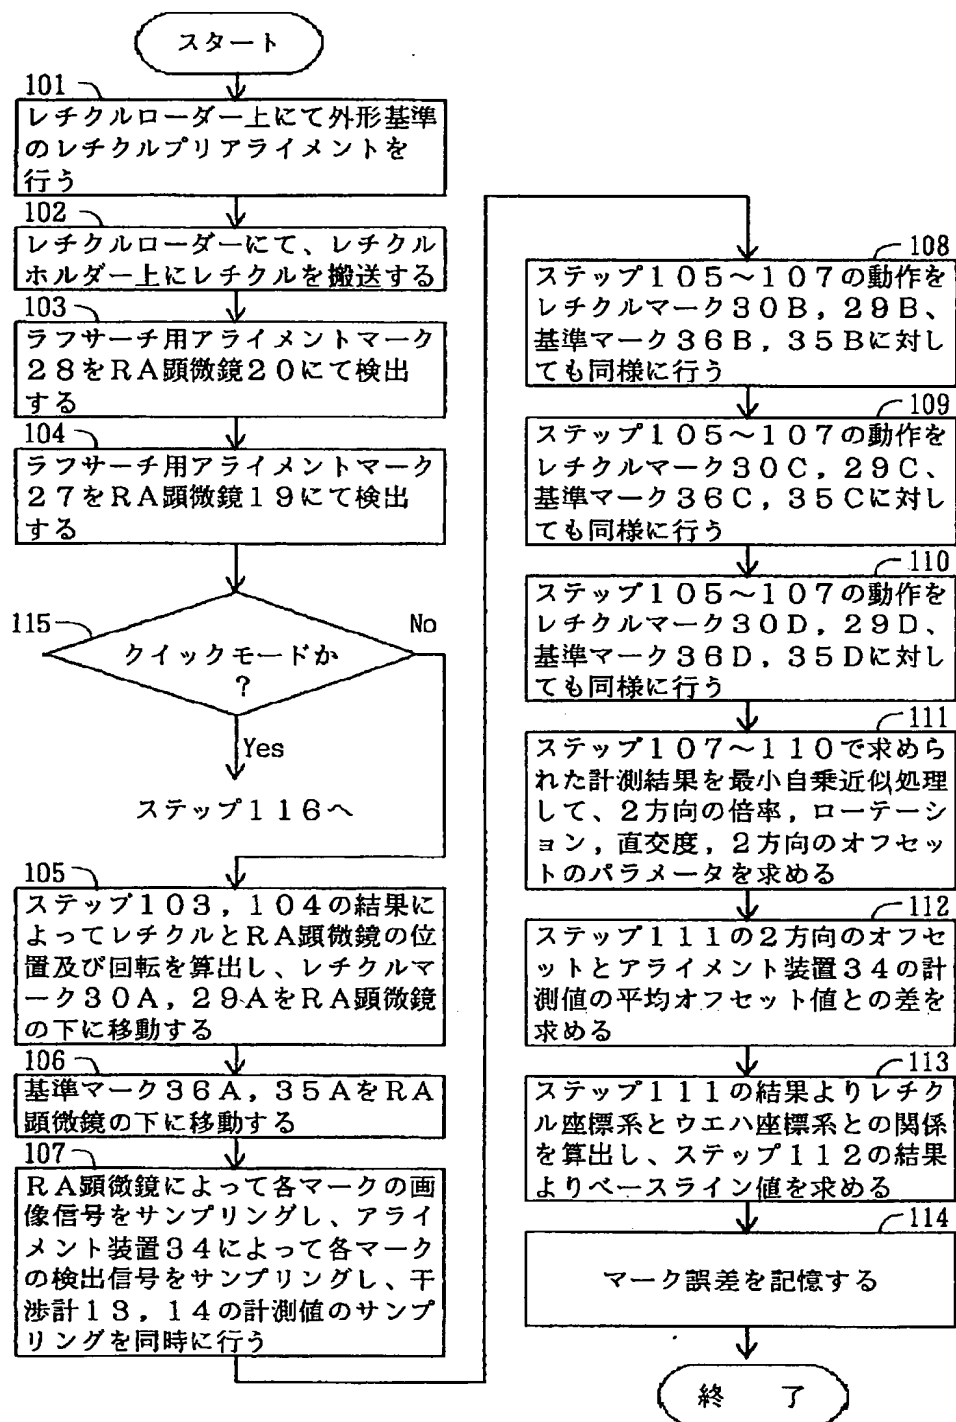 スタート
101
レチクルローダー上にて外形基準
のレチクルプリアライメントを
行う
102
レチクルローダーにて、レチクル
ホルダー上にレチクルを搬送する
103
ラフサーチ用アライメントマーク
28をRA顕微鏡20にて検出
する
104
ラフサーチ用アライメントマーク
27をRA顕微鏡19にて検出
する
115
クイックモードか
?
No
Yes
ステップ116へ
105
ステップ103,104の結果に
よってレチクルとRA顕微鏡の位
置及び回転を算出し、レチクルマ
ーク30A,29AをRA顕微鏡
の下に移動する
106
基準マーク36A,35AをRA
顕微鏡の下に移動する
107
RA顕微鏡によって各マークの画
像信号をサンプリングし、アライ
メント装置34によって各マーク
の検出信号をサンプリングし、干
渉計13,14の計測値のサンプ
リングを同時に行う
108
ステップ105~107の動作を
レチクルマーク30B,29B、
基準マーク36B,35Bに対し
ても同様に行う
109
ステップ105~107の動作を
レチクルマーク30C,29C、
基準マーク36C,35Cに対し
ても同様に行う
110
ステップ105~107の動作を
レチクルマーク30D,29D、
基準マーク36D,35Dに対し
ても同様に行う
111
ステップ107~110で求めら
れた計測結果を最小自乗近似処理
して、2方向の倍率,ローテーシ
ョン,直交度,2方向のオフセット
のパラメータを求める
112
ステップ111の2方向のオフセ
ットとアライメント装置34の計
測値の平均オフセット値との差を
求める
113
ステップ111の結果よりレチク
ル座標系とウエハ座標系との関係
を算出し、ステップ112の結果
よりベースライン値を求める
114
マーク誤差を記憶する
終 了